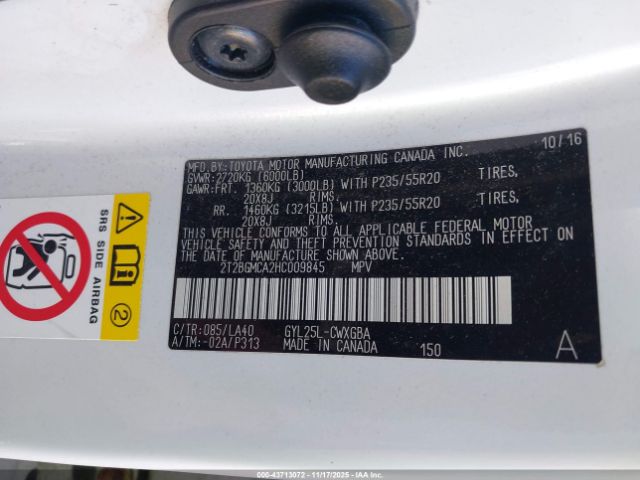 MFD.BY:TOYOTA MOTOR MANUFACTURING CANADA INC. 10/16
GVWR:2720KG (6000LB)
GAWR:FRT. 1360KG (3000LB) WITH P235/55R20 TIRES,
20X8J RIMS.
RR. 1460KG (3215LB) WITH P235/55R20 TIRES,
20X8J RIMS.
THIS VEHICLE CONFORMS TO ALL APPLICABLE FEDERAL MOTOR
VEHICLE SAFETY AND THEFT PREVENTION STANDARDS IN EFFECT ON
THE DATE OF MANUFACTURE SHOWN ABOVE.
2T2BGMCA2HC009845 MPV
C/TR:085/LA40 GYL25L-CWXGBA
A/TM:-02A/P313 MADE IN CANADA 150 A
SRS SIDE AIRBAG
2
000-43713072 - 11/17/2025 - IAA Inc.